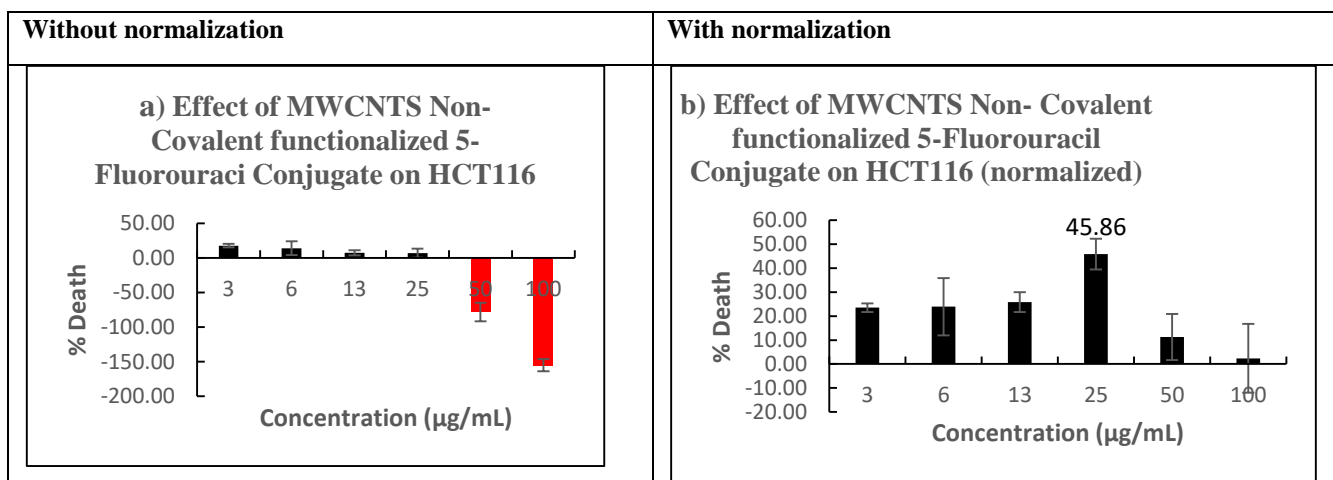 Without normalization
With normalization
a) Effect of MWCNTS Non-
Covalent functionalized 5-
Fluorouraci Conjugate on HCT116
50.00
0.00
-50.00
-100.00
-150.00
-200.00
% Death
3 6 13 25 50 100
Concentration (µg/mL)
b) Effect of MWCNTS Non- Covalent
functionalized 5-Fluorouracil
Conjugate on HCT116 (normalized)
60.00
50.00
40.00
30.00
20.00
10.00
0.00
-10.00
-20.00
% Death
45.86
3 6 13 25 50 100
Concentration (µg/mL)